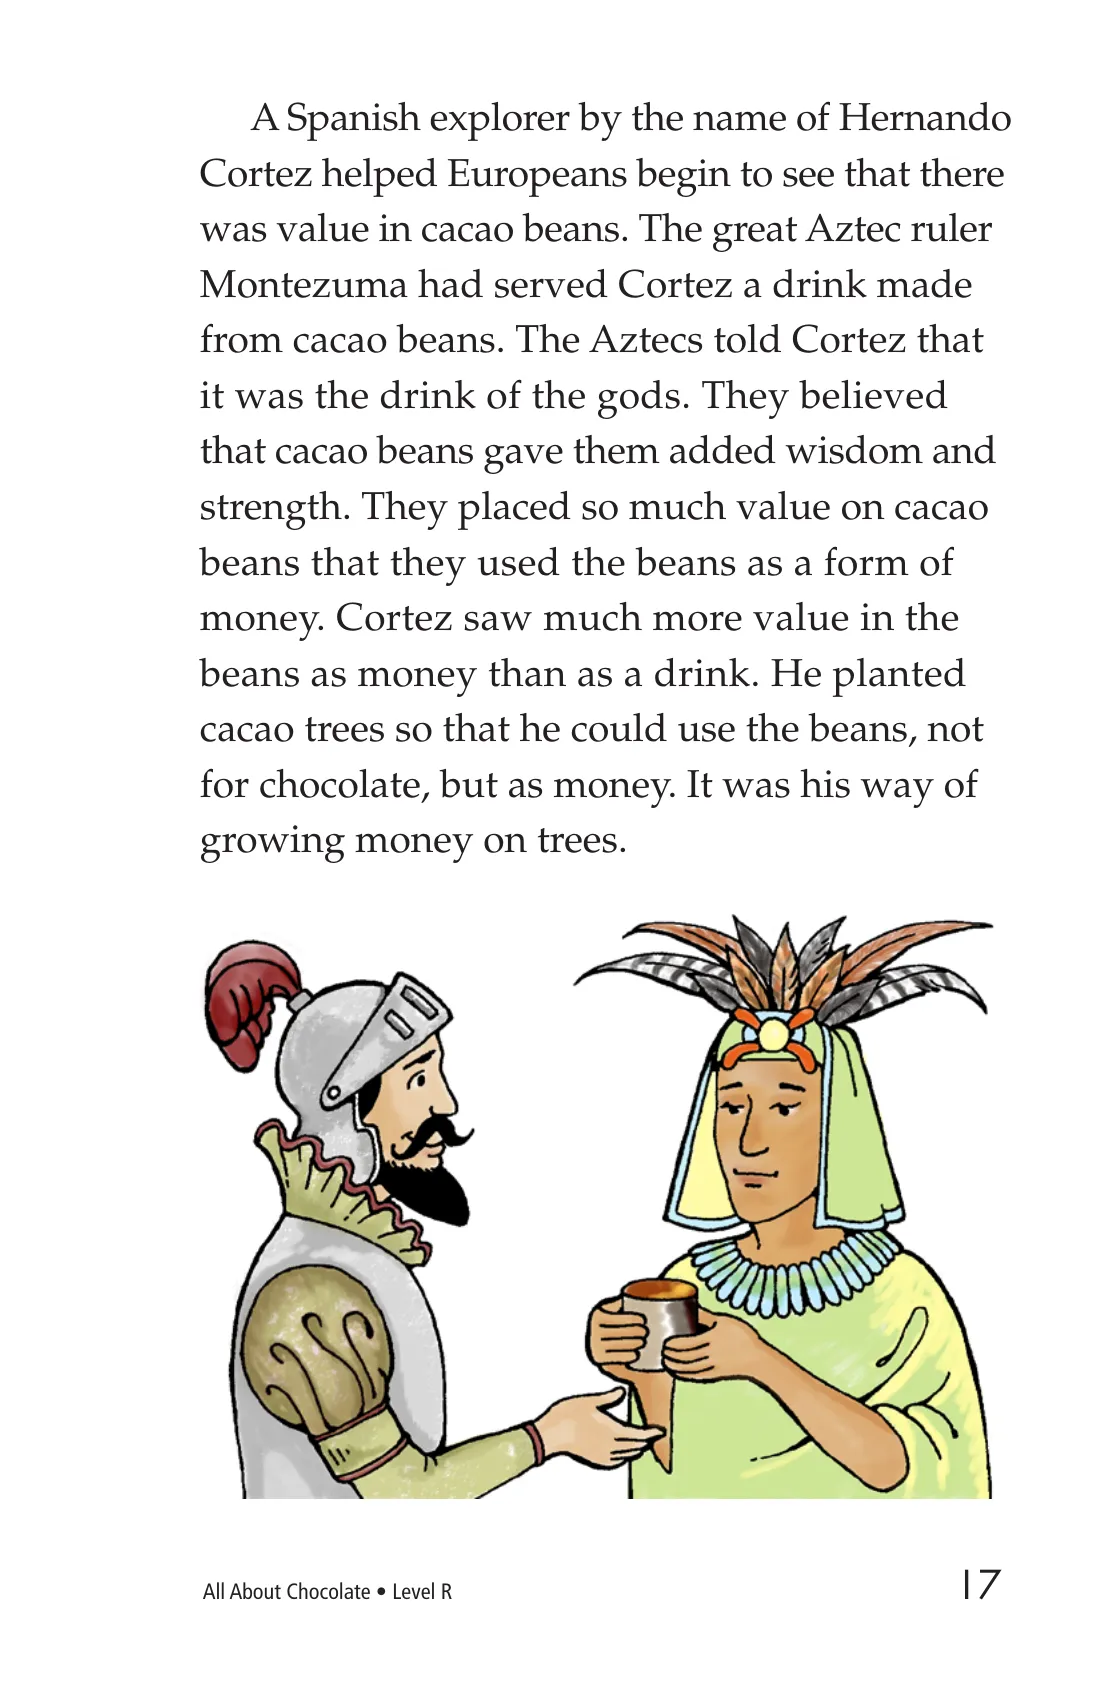 A Spanish explorer by the name of Hernando
Cortez helped Europeans begin to see that there
was value in cacao beans. The great Aztec ruler
Montezuma had served Cortez a drink made
from cacao beans. The Aztecs told Cortez that
it was the drink of the gods. They believed
that cacao beans gave them added wisdom and
strength. They placed so much value on cacao
beans that they used the beans as a form of
money. Cortez saw much more value in the
beans as money than as a drink. He planted
cacao trees so that he could use the beans, not
for chocolate, but as money. It was his way of
growing money on trees.
All About Chocolate • Level R
17